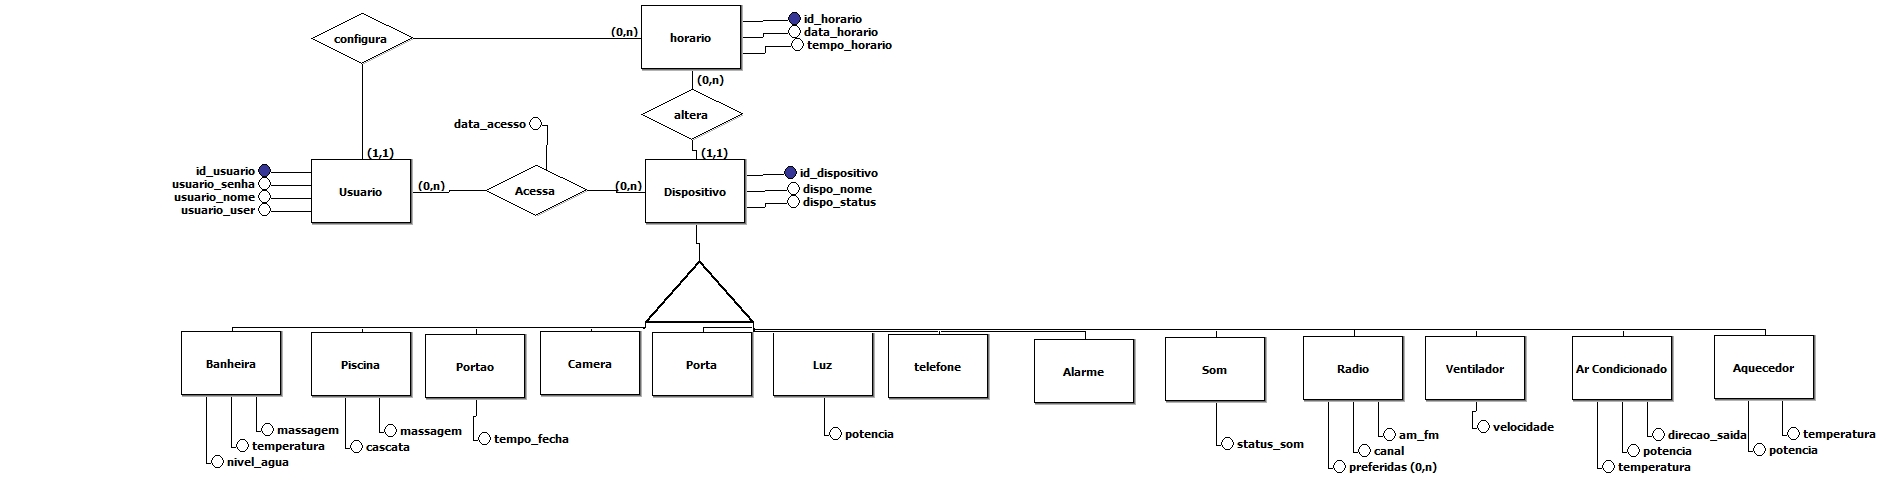 configura
(0,n)
horario
id_horario
data_horario
tempo_horario
(0,n)
altera
data_acesso
(1,1)
(1,1)
id_usuario
usuario_senha
usuario_nome
usuario_user
Usuario
(0,n)
Acessa
(0,n)
Dispositivo
id_dispositivo
dispo_nome
dispo_status
Banheira
Piscina
Portao
Camera
Porta
Luz
telefone
Alarme
Som
Radio
Ventilador
Ar Condicionado
Aquecedor
massagem
temperatura
nivel_agua
massagem
cascata
tempo_fecha
potencia
status_som
am_fm
canal
preferidas (0,n)
velocidade
direcao_saida
potencia
temperatura
temperatura
potencia